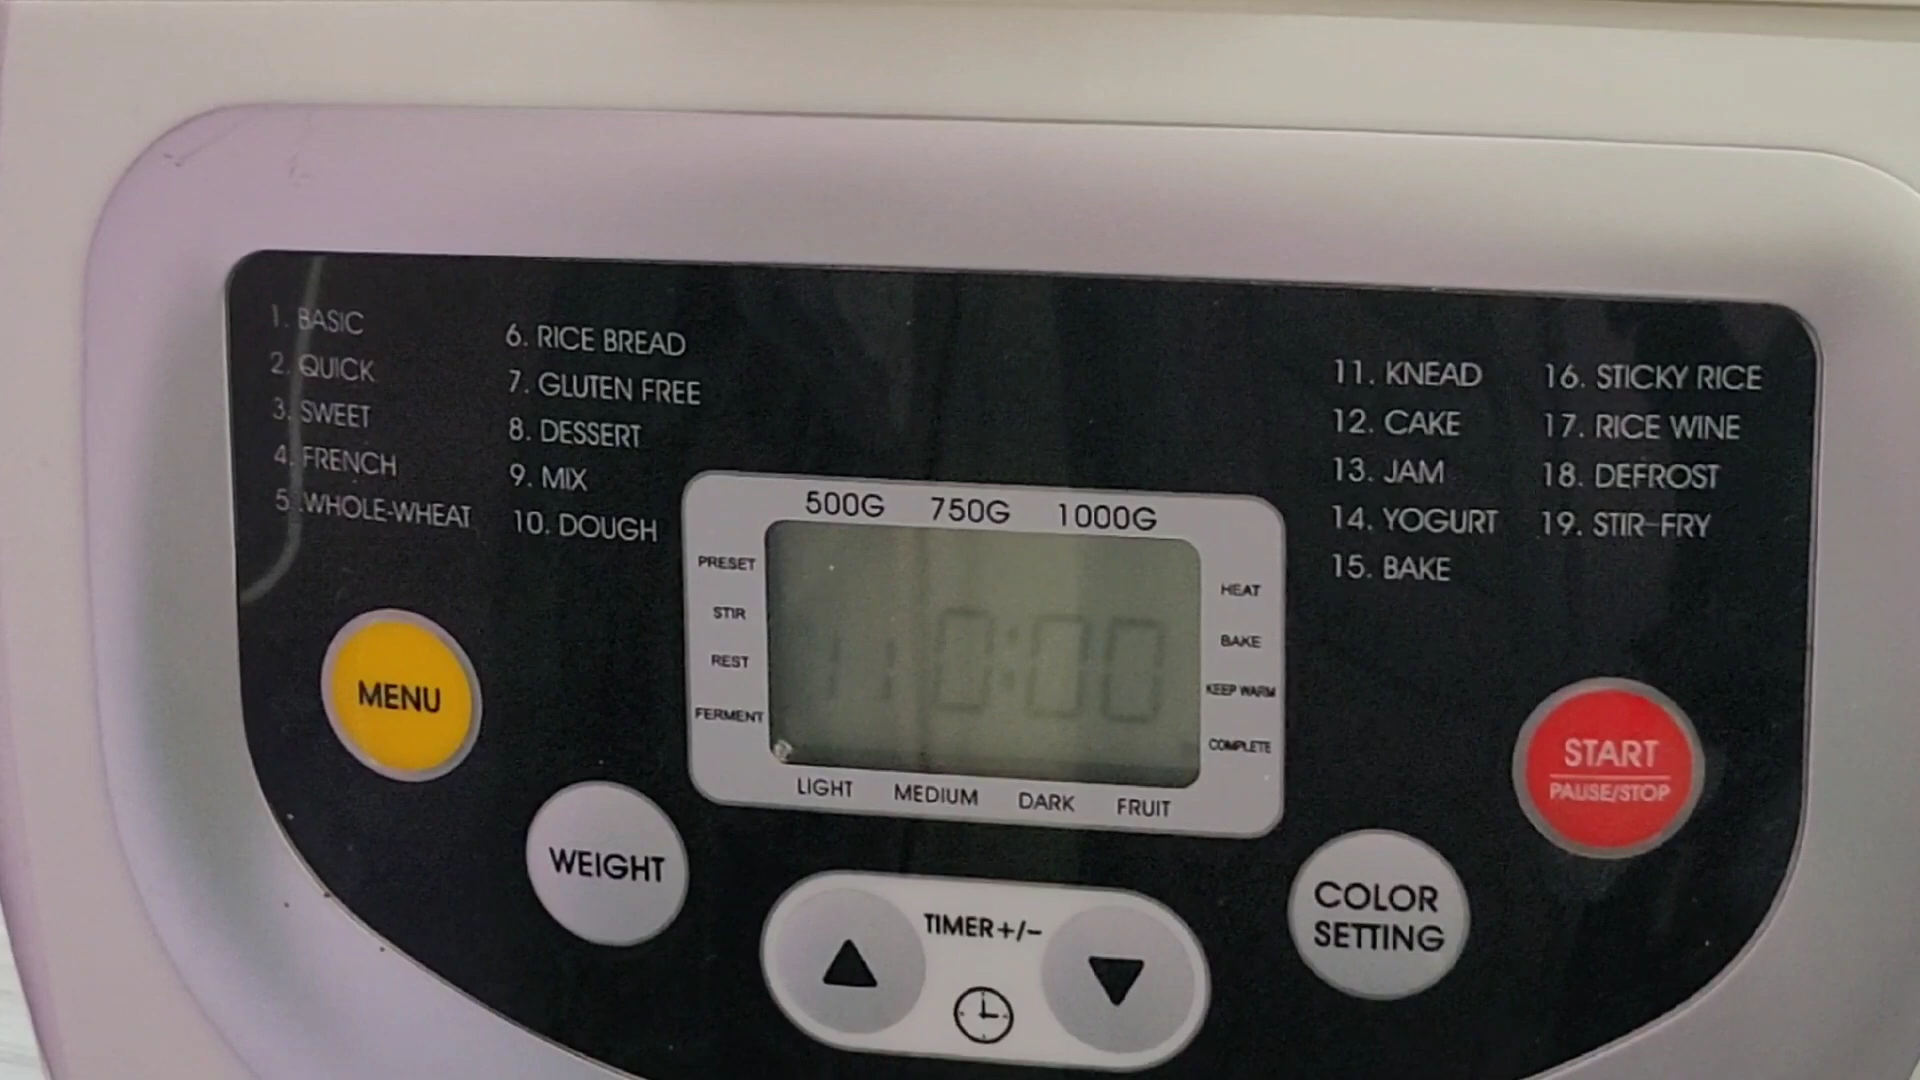 1. BASIC
2. QUICK
3. SWEET
4. FRENCH
5. WHOLE-WHEAT
6. RICE BREAD
7. GLUTEN FREE
8. DESSERT
9. MIX
10. DOUGH
11. KNEAD
12. CAKE
13. JAM
14. YOGURT
15. BAKE
16. STICKY RICE
17. RICE WINE
18. DEFROST
19. STIR-FRY
500G 750G 1000G
PRESET
STIR
REST
FERMENT
0:00
HEAT
BAKE
KEEP WARM
COMPLETE
LIGHT MEDIUM DARK FRUIT
MENU
WEIGHT
TIMER+/-
COLOR
SETTING
START
PAUSE/STOP